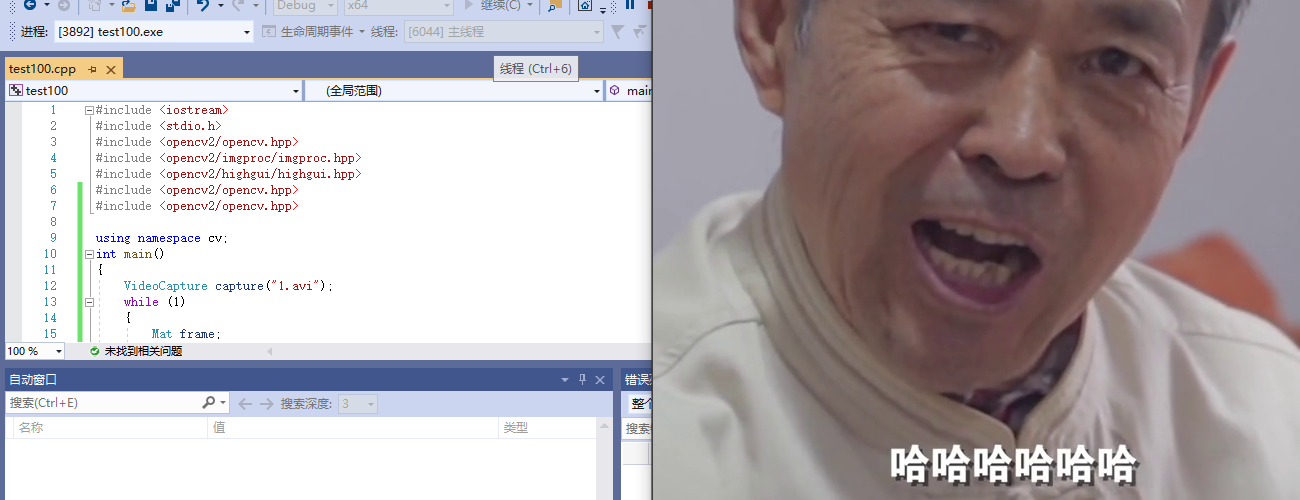 Debug
x64
继续(C)
进程: [3892] test100.exe
生命周期事件
线程: [6044] 主线程
test100.cpp
线程 (Ctrl+6)
test100
(全局范围)
main
1 #include <iostream>
2 #include <stdio.h>
3 #include <opencv2/opencv.hpp>
4 #include <opencv2/imgproc/imgproc.hpp>
5 #include <opencv2/highgui/highgui.hpp>
6 #include <opencv2/opencv.hpp>
7 #include <opencv2/opencv.hpp>
8
9 using namespace cv;
10 int main()
11 {
12 VideoCapture capture("1.avi");
13 while (1)
14 {
15 Mat frame;
100 %
未找到相关问题
自动窗口
搜索(Ctrl+E)
搜索深度: 3
名称 值 类型
整个
搜索
哈哈哈哈哈哈